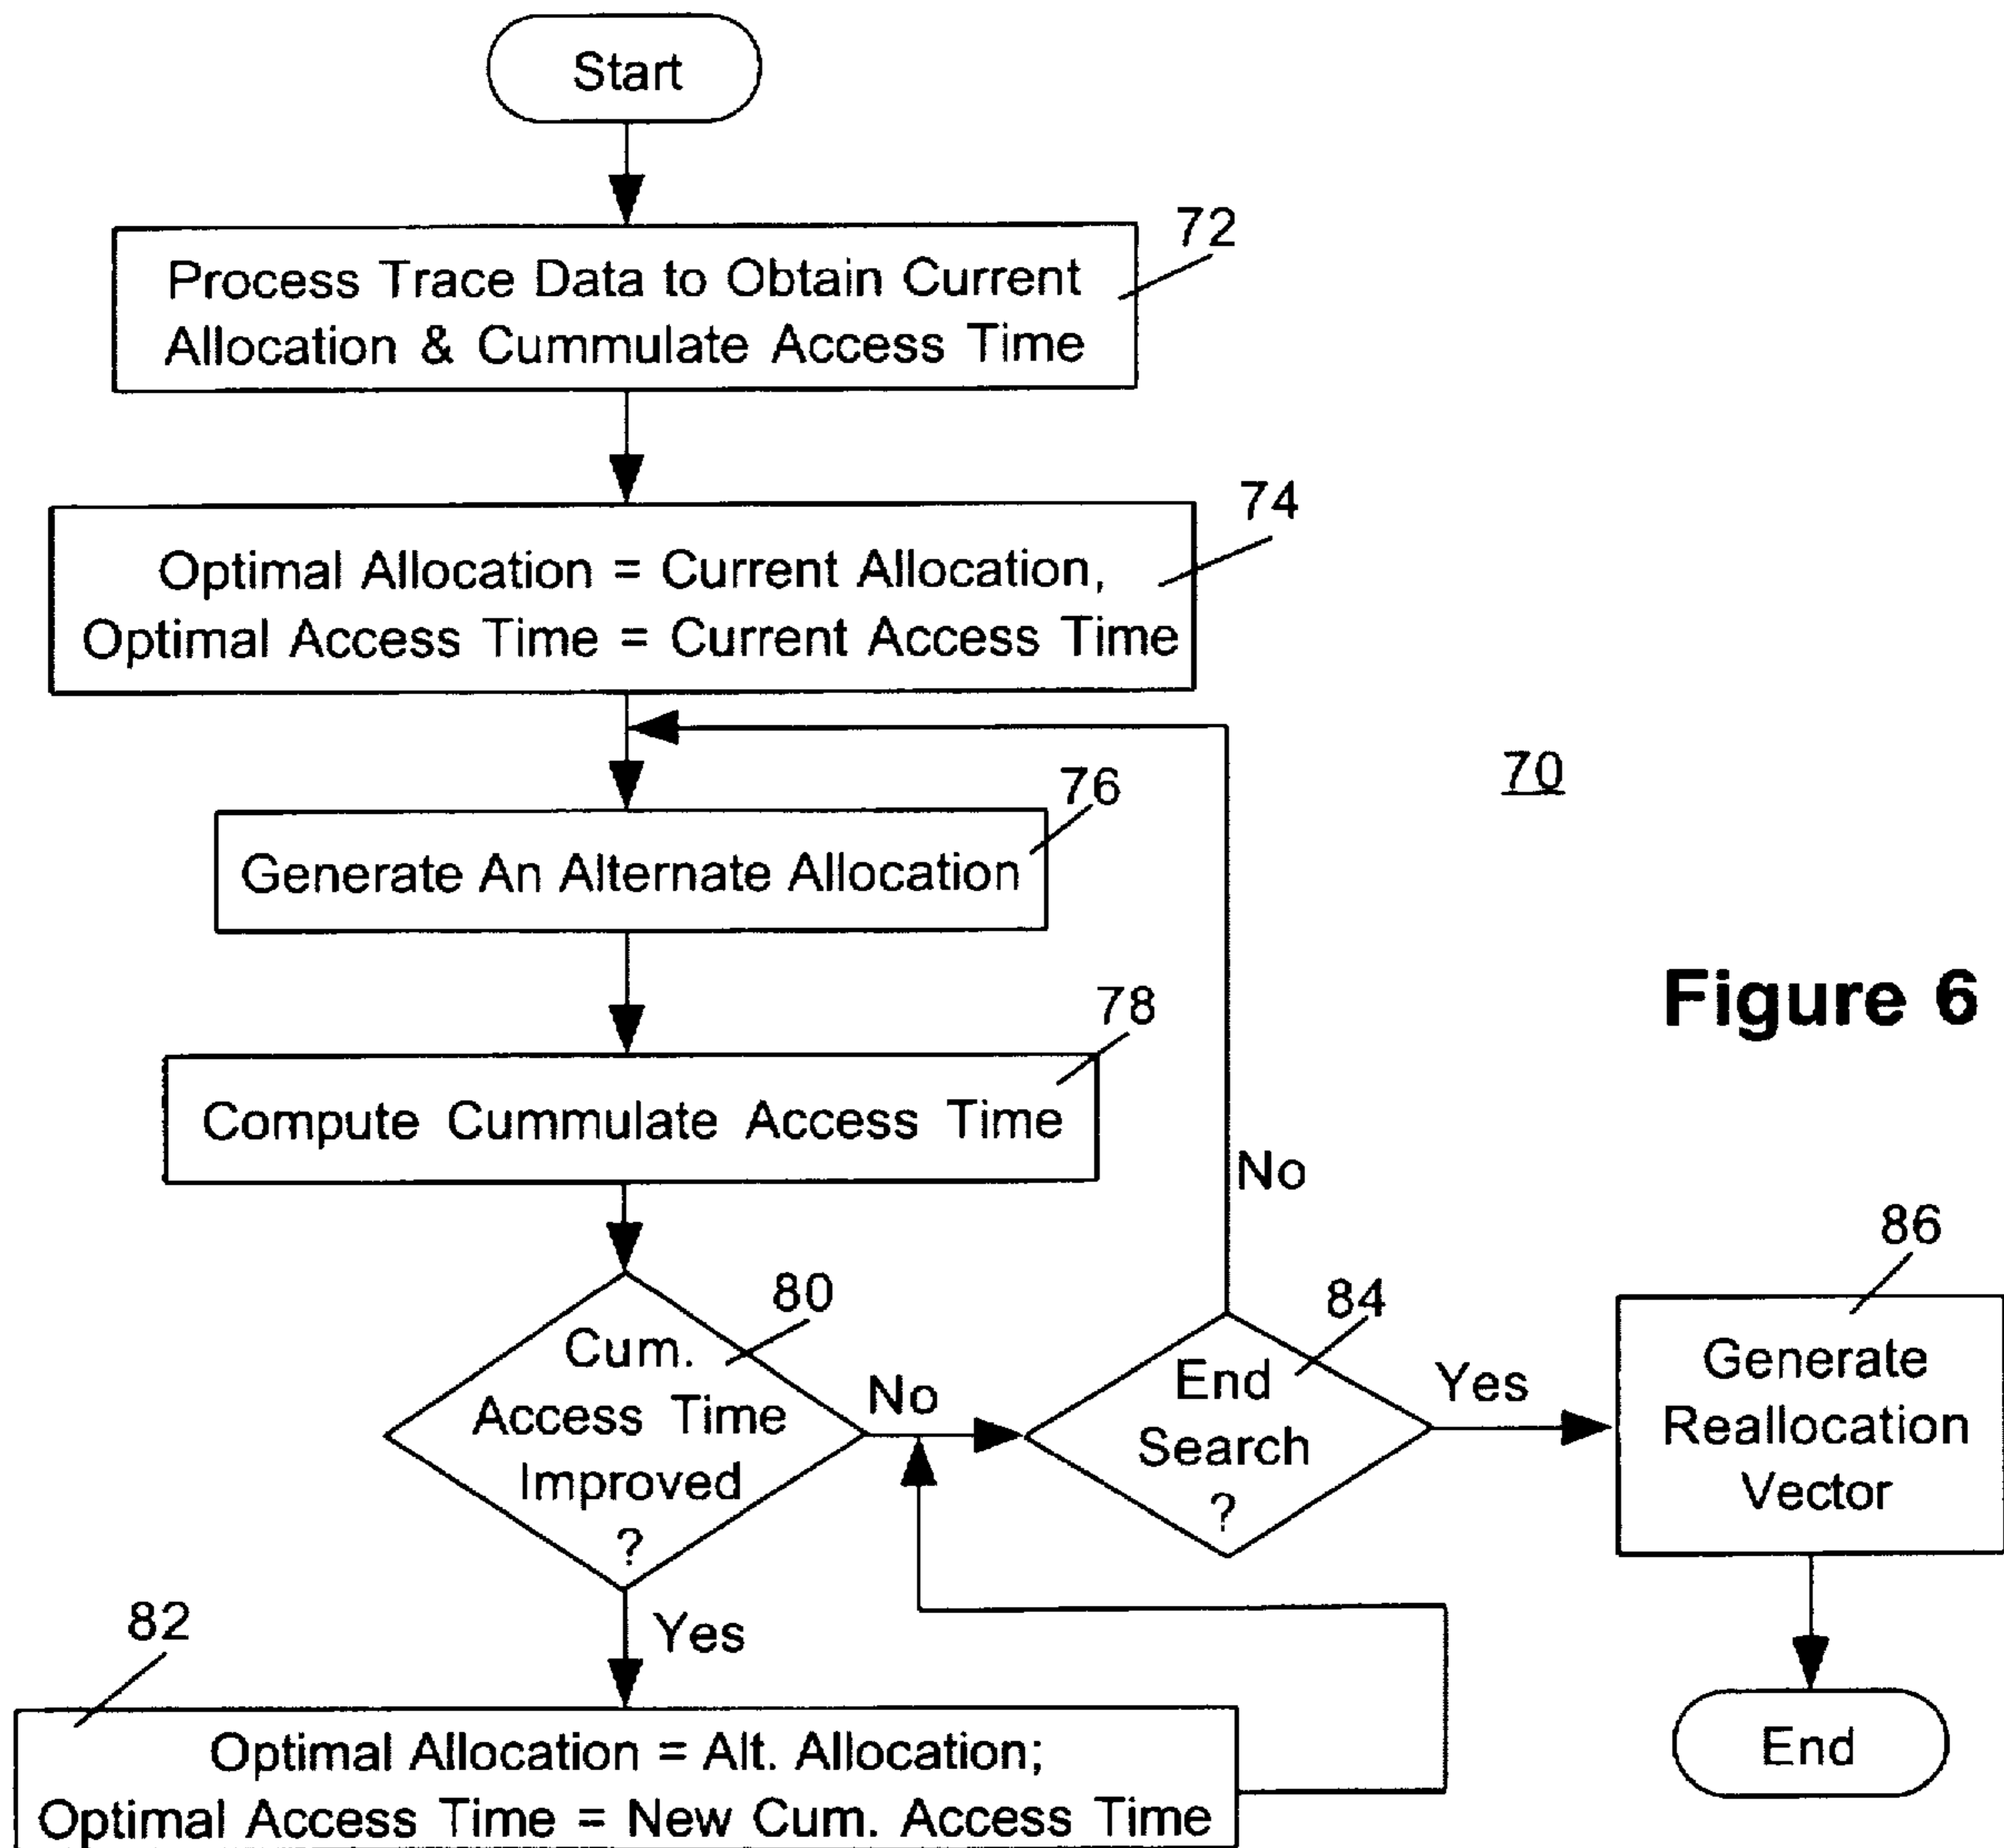 Start
72
Process Trace Data to Obtain Current
Allocation & Cummulate Access Time
74
Optimal Allocation = Current Allocation,
Optimal Access Time = Current Access Time
70
76
Generate An Alternate Allocation
Figure 6
78
Compute Cummulate Access Time
No
80
Cum.
Access Time
Improved
?
No
84
End
Search
?
Yes
86
Generate
Reallocation
Vector
82
Yes
Optimal Allocation = Alt. Allocation;
Optimal Access Time = New Cum. Access Time
End